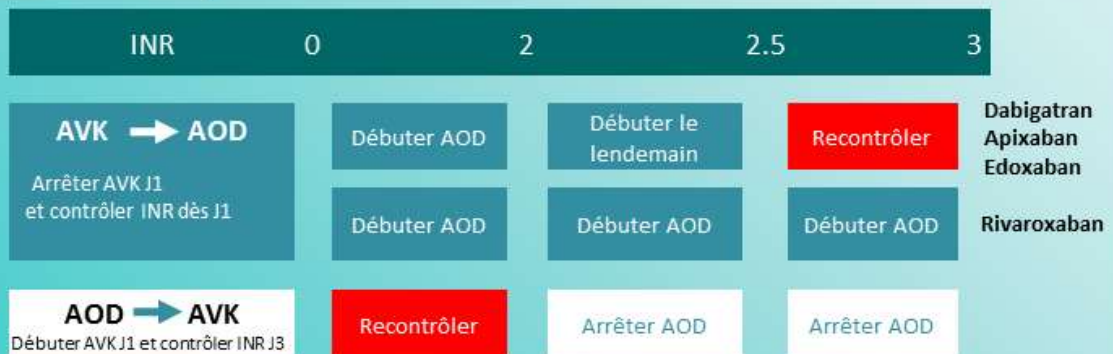 INR 0 2 2.5 3
AVK AOD
Arrêter AVK J1
et contrôler INR dès J1
Débuter AOD
Débuter le
lendemain
Recontrôler
Dabigatran
Apixaban
Edoxaban
Débuter AOD
Débuter AOD
Débuter AOD
Rivaroxaban
AOD AVK
Débuter AVK J1 et contrôler INR J3
Recontrôler
Arrêter AOD
Arrêter AOD